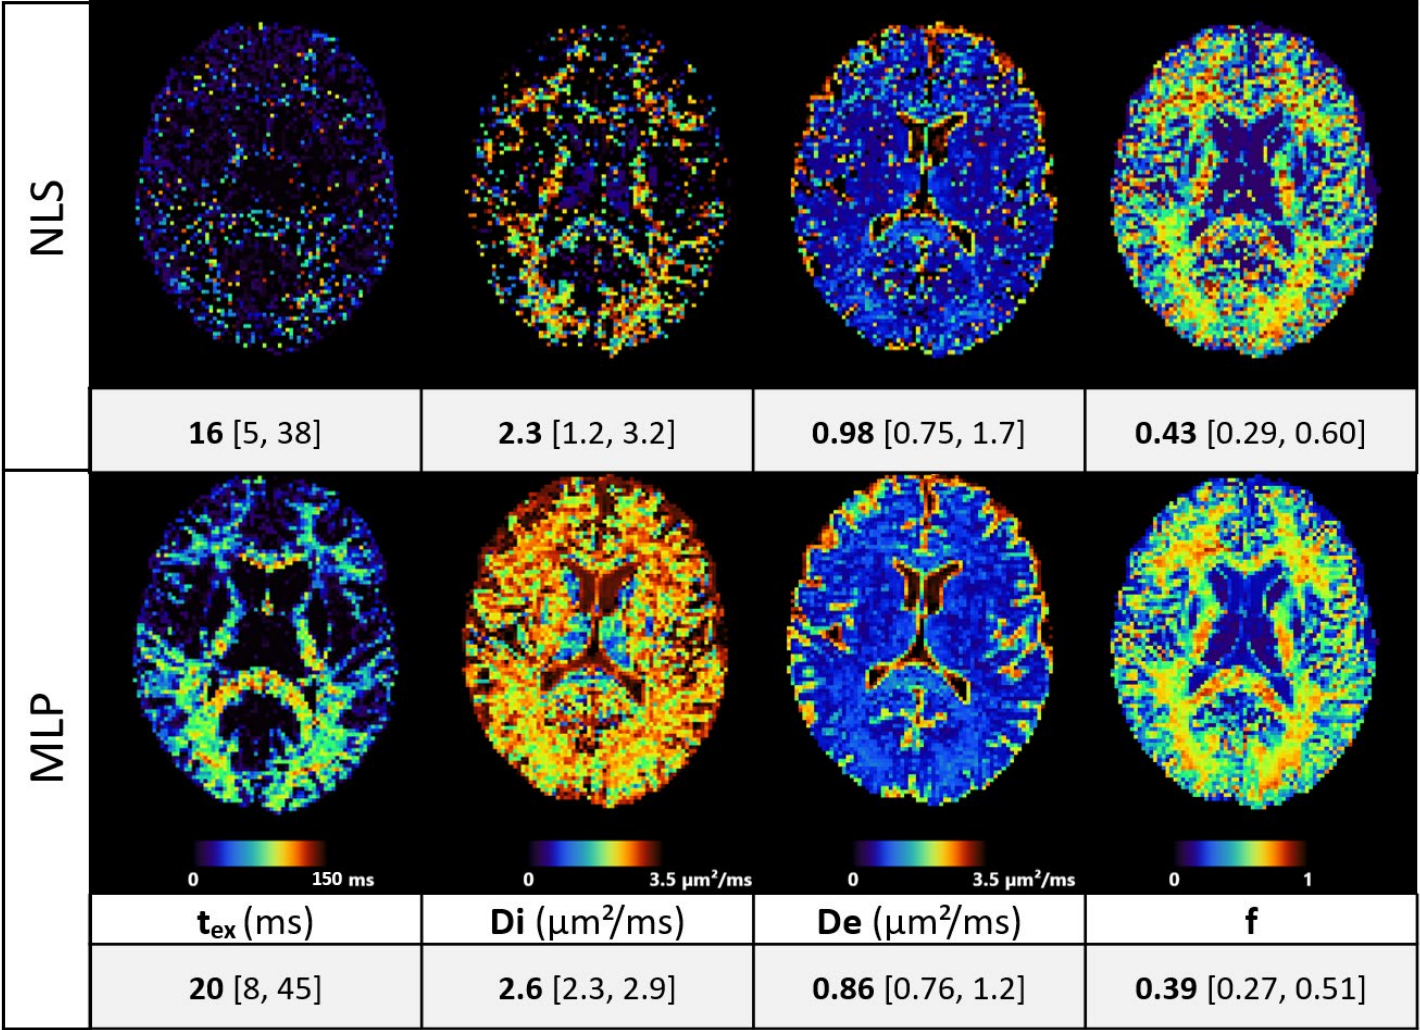 NLS
16 [5, 38]
2.3 [1.2, 3.2]
0.98 [0.75, 1.7]
0.43 [0.29, 0.60]
MLP
0 150 ms
0 3.5 μm²/ms
0 3.5 μm²/ms
0 1
tex (ms)
Di (μm²/ms)
De (μm²/ms)
f
20 [8, 45]
2.6 [2.3, 2.9]
0.86 [0.76, 1.2]
0.39 [0.27, 0.51]